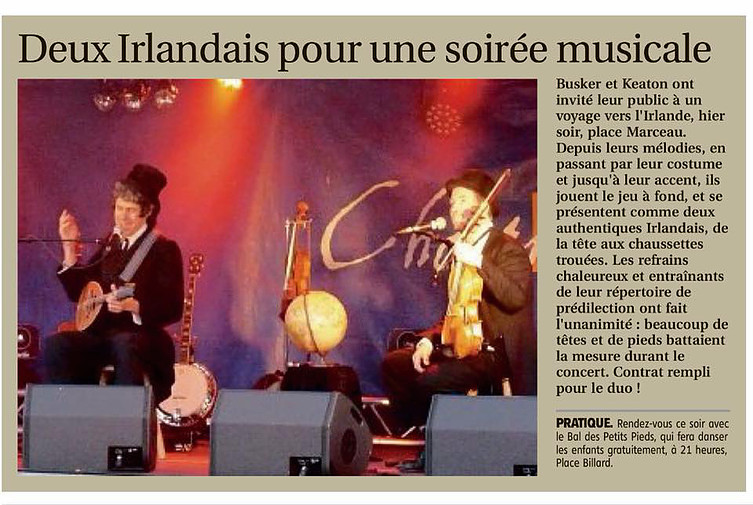 Deux Irlandais pour une soirée musicale
Busker et Keaton ont
invité leur public à un
voyage vers l'Irlande, hier
soir, place Marceau.
Depuis leurs mélodies, en
passant par leur costume
et jusqu'à leur accent, ils
jouent le jeu à fond, et se
présentent comme deux
authentiques Irlandais, de
la tête aux chaussettes
trouées. Les refrains
chaleureux et entraînants
de leur répertoire de
prédilection ont fait
l'unanimité : beaucoup de
têtes et de pieds battaient
la mesure durant le
concert. Contrat rempli
pour le duo !
PRATIQUE. Rendez-vous ce soir avec
le Bal des Petits Pieds, qui fera danser
les enfants gratuitement, à 21 heures,
Place Billard.